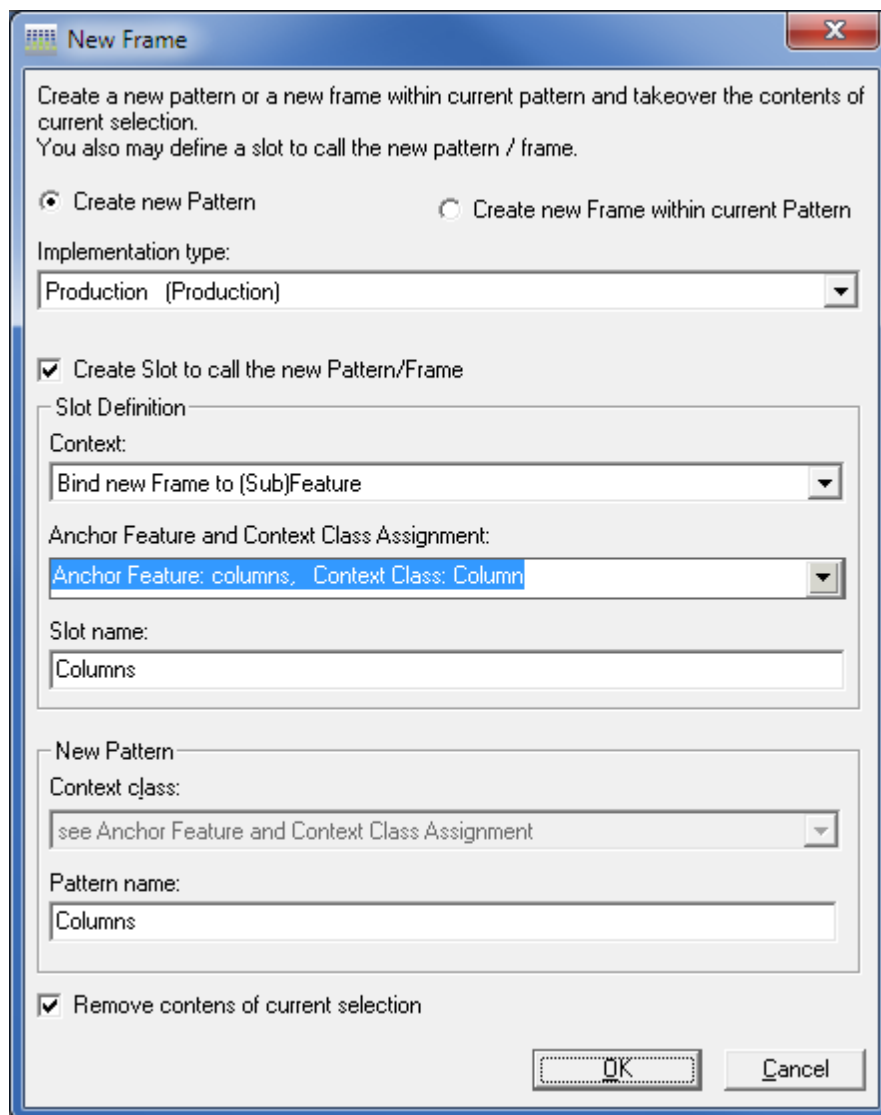 New Frame
Create a new pattern or a new frame within current pattern and takeover the contents of
current selection.
You also may define a slot to call the new pattern / frame.
Create new Pattern
Create new Frame within current Pattern
Implementation type:
Production (Production)
Create Slot to call the new Pattern/Frame
Slot Definition
Context:
Bind new Frame to (Sub)Feature
Anchor Feature and Context Class Assignment:
Anchor Feature: columns, Context Class: Column
Slot name:
Columns
New Pattern
Context class:
see Anchor Feature and Context Class Assignment
Pattern name:
Columns
Remove contens of current selection
OK
Cancel